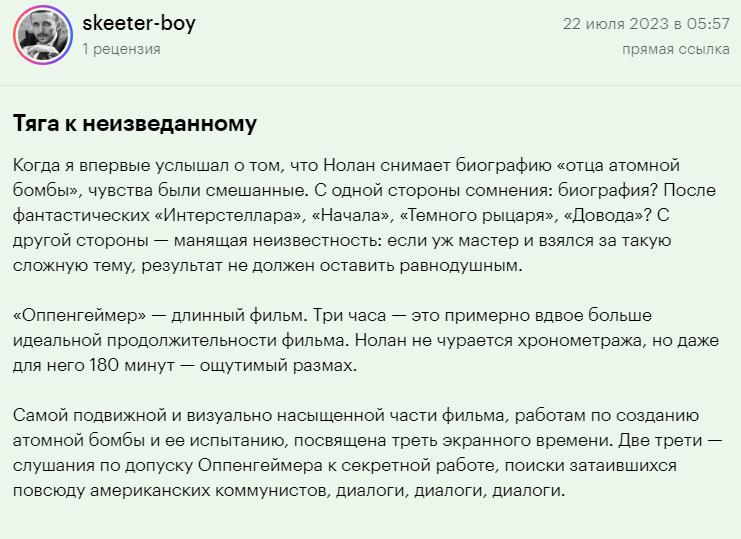 skeeter-boy
22 июля 2023 в 05:57
1 рецензия
прямая ссылка
Тяга к неизведанному
Когда я впервые услышал о том, что Нолан снимает биографию «отца атомной
бомбы», чувства были смешанные. С одной стороны сомнения: биография? После
фантастических «Интерстеллара», «Начала», «Темного рыцаря», «Довода»? С
другой стороны — манящая неизвестность: если уж мастер и взялся за такую
сложную тему, результат не должен оставить равнодушным.
«Оппенгеймер» — длинный фильм. Три часа — это примерно вдвое больше
идеальной продолжительности фильма. Нолан не чурается хронометража, но даже
для него 180 минут — ощутимый размах.
Самой подвижной и визуально насыщенной части фильма, работам по созданию
атомной бомбы и ее испытанию, посвящена треть экранного времени. Две трети —
слушания по допуску Оппенгеймера к секретной работе, поиски затаившихся
повсюду американских коммунистов, диалоги, диалоги, диалоги.